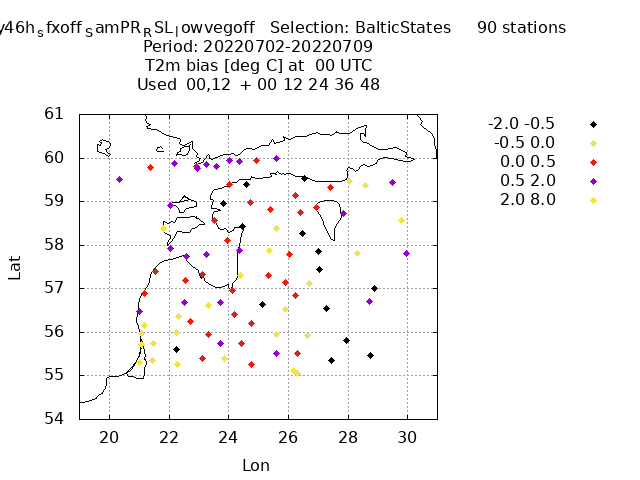 y46h_sfxoff_samPR_RSL_lowvegoff Selection: BalticStates 90 stations
Period: 20220702-20220709
T2m bias [deg C] at 00 UTC
Used 00,12 + 00 12 24 36 48
61
60
59
58
57
56
55
54
20 22 24 26 28 30
Lat
Lon
-2.0 -0.5
-0.5 0.0
0.0 0.5
0.5 2.0
2.0 8.0